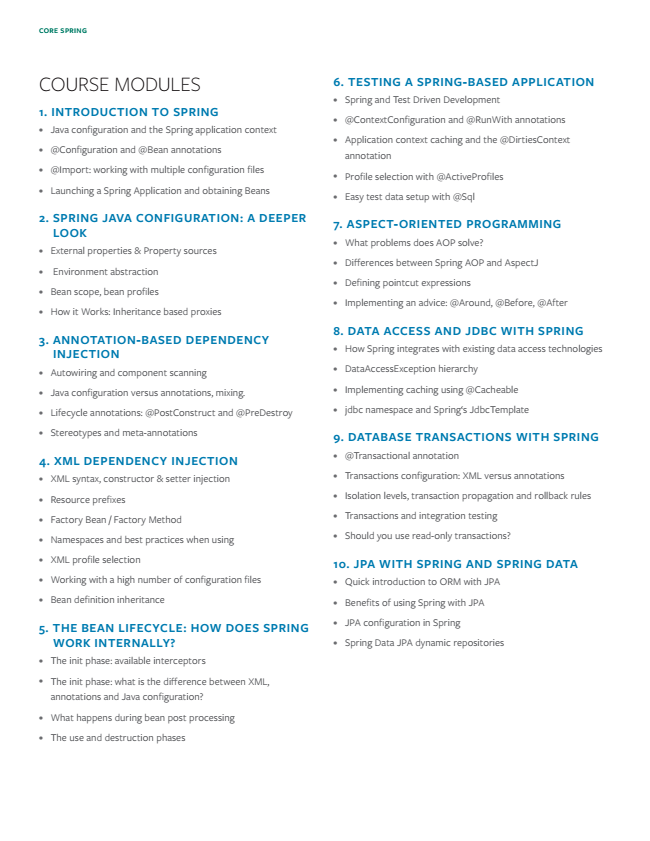 CORE SPRING
COURSE MODULES
1. INTRODUCTION TO SPRING
• Java configuration and the Spring application context
• @Configuration and @Bean annotations
• @Import: working with multiple configuration files
• Launching a Spring Application and obtaining Beans
2. SPRING JAVA CONFIGURATION: A DEEPER
LOOK
• External properties & Property sources
• Environment abstraction
• Bean scope, bean profiles
• How it Works: Inheritance based proxies
3. ANNOTATION-BASED DEPENDENCY
INJECTION
• Autowiring and component scanning
• Java configuration versus annotations, mixing.
• Lifecycle annotations: @PostConstruct and @PreDestroy
• Stereotypes and meta-annotations
4. XML DEPENDENCY INJECTION
• XML syntax, constructor & setter injection
• Resource prefixes
• Factory Bean / Factory Method
• Namespaces and best practices when using
• XML profile selection
• Working with a high number of configuration files
• Bean definition inheritance
5. THE BEAN LIFECYCLE: HOW DOES SPRING
WORK INTERNALLY?
• The init phase: available interceptors
• The init phase: what is the difference between XML,
annotations and Java configuration?
• What happens during bean post processing
• The use and destruction phases
6. TESTING A SPRING-BASED APPLICATION
• Spring and Test Driven Development
• @ContextConfiguration and @RunWith annotations
• Application context caching and the @DirtiesContext
annotation
• Profile selection with @ActiveProfiles
• Easy test data setup with @Sql
7. ASPECT-ORIENTED PROGRAMMING
• What problems does AOP solve?
• Differences between Spring AOP and AspectJ
• Defining pointcut expressions
• Implementing an advice: @Around, @Before, @After
8. DATA ACCESS AND JDBC WITH SPRING
• How Spring integrates with existing data access technologies
• DataAccessException hierarchy
• Implementing caching using @Cacheable
• jdbc namespace and Spring's JdbcTemplate
9. DATABASE TRANSACTIONS WITH SPRING
• @Transactional annotation
• Transactions configuration: XML versus annotations
• Isolation levels, transaction propagation and rollback rules
• Transactions and integration testing
• Should you use read-only transactions?
10. JPA WITH SPRING AND SPRING DATA
• Quick introduction to ORM with JPA
• Benefits of using Spring with JPA
• JPA configuration in Spring
• Spring Data JPA dynamic repositories